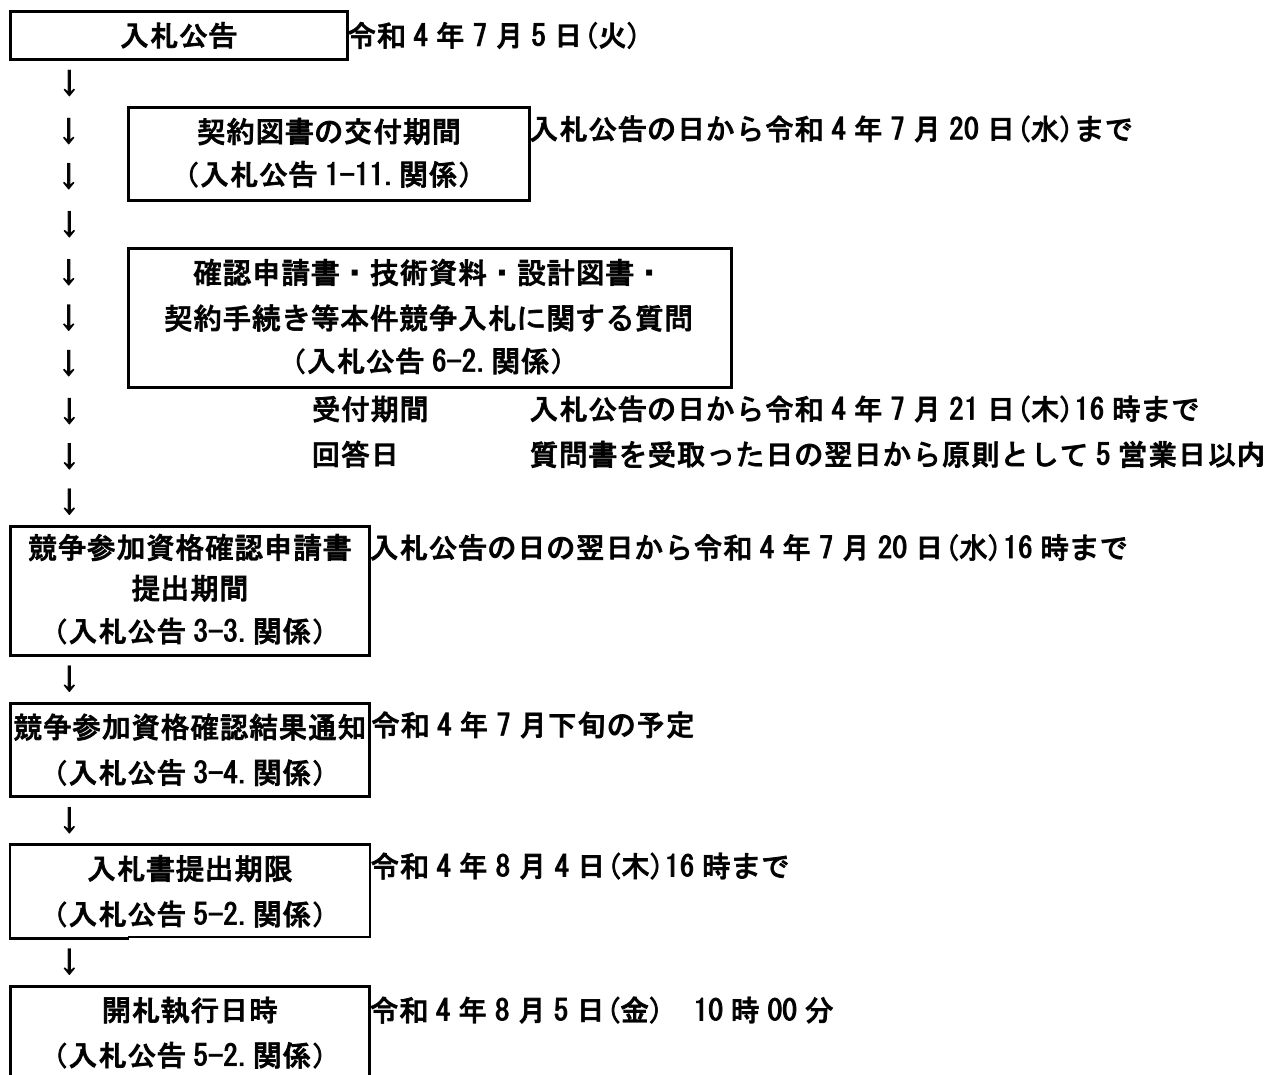 入札公告 令和4年7月5日(火)
↓
↓ 契約図書の交付期間 入札公告の日から令和4年7月20日(水)まで
↓ (入札公告1-11.関係)
↓
↓ 確認申請書・技術資料・設計図書・
↓ 契約手続き等本件競争入札に関する質問
↓ (入札公告6-2.関係)
↓ 受付期間 入札公告の日から令和4年7月21日(木)16時まで
↓ 回答日 質問書を受取った日の翌日から原則として5営業日以内
↓
競争参加資格確認申請書 入札公告の日の翌日から令和4年7月20日(水)16時まで
提出期間
(入札公告3-3.関係)
↓
競争参加資格確認結果通知 令和4年7月下旬の予定
(入札公告3-4.関係)
↓
入札書提出期限 令和4年8月4日(木)16時まで
(入札公告5-2.関係)
↓
開札執行日時 令和4年8月5日(金) 10時00分
(入札公告5-2.関係)